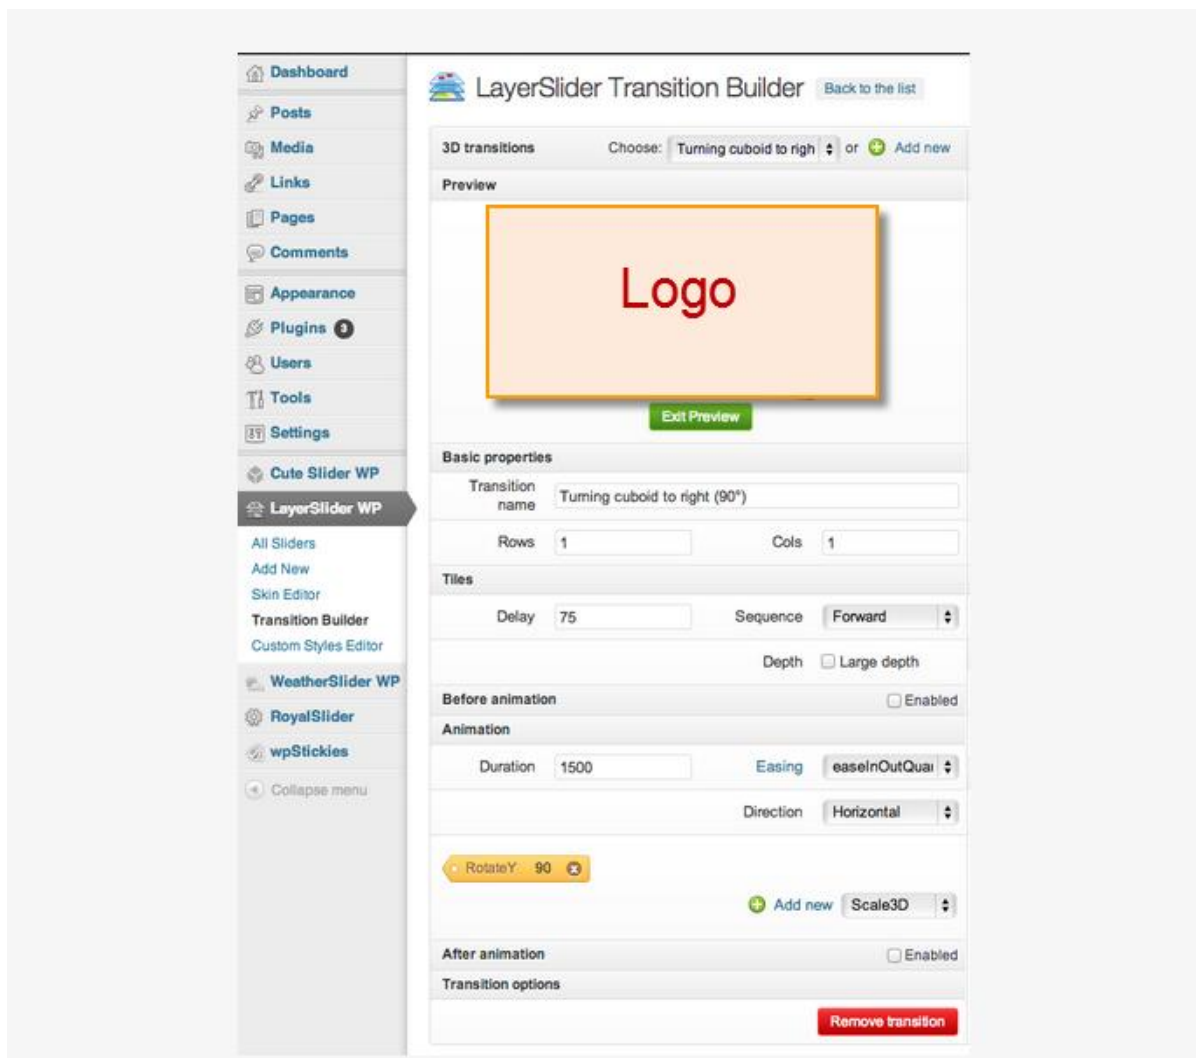 Dashboard
Posts
Media
Links
Pages
Comments
Appearance
Plugins 3
Users
Tools
Settings
Cute Slider WP
LayerSlider WP
All Sliders
Add New
Skin Editor
Transition Builder
Custom Styles Editor
WeatherSlider WP
RoyalSlider
wpStickies
Collapse menu
LayerSlider Transition Builder Back to the list
3D transitions Choose: Turning cuboid to righ or Add new
Preview
Logo
Exit Preview
Basic properties
Transition name Turning cuboid to right (90°)
Rows 1 Cols 1
Tiles
Delay 75 Sequence Forward
Depth Large depth
Before animation Enabled
Animation
Duration 1500 Easing easeInOutQuar
Direction Horizontal
RotateY 90
Add new Scale3D
After animation Enabled
Transition options
Remove transition